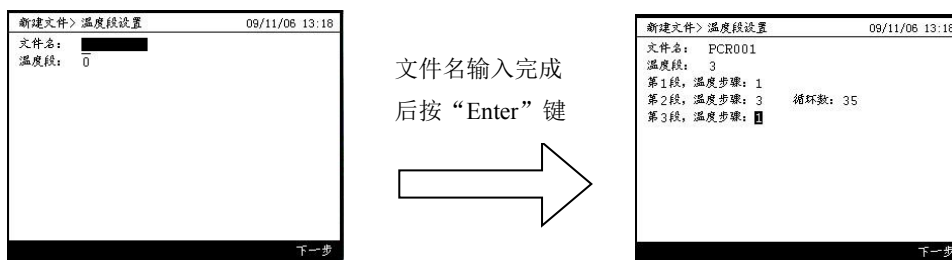 新建文件> 温度段设置 09/11/06 13:18
文件名:
温度段: 0
下一步
文件名输入完成
后按“Enter”键
新建文件> 温度段设置 09/11/06 13:18
文件名: PCR001
温度段: 3
第1段, 温度步骤: 1
第2段, 温度步骤: 3 循环数: 35
第3段, 温度步骤: 1
下一步